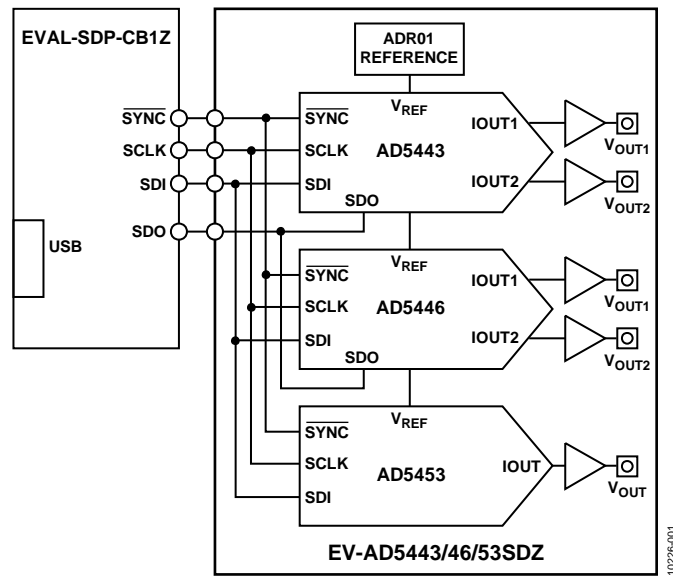 EVAL-SDP-CB1Z
SYNC
SCLK
SDI
SDO
USB
ADR01
REFERENCE
VREF
SYNC
SCLK
SDI
SDO
AD5443
IOUT1
IOUT2
VOUT1
VOUT2
VREF
SYNC
SCLK
SDI
SDO
AD5446
IOUT1
IOUT2
VOUT1
VOUT2
VREF
SYNC
SCLK
SDI
AD5453
IOUT
VOUT
EV-AD5443/46/53SDZ
10226-001